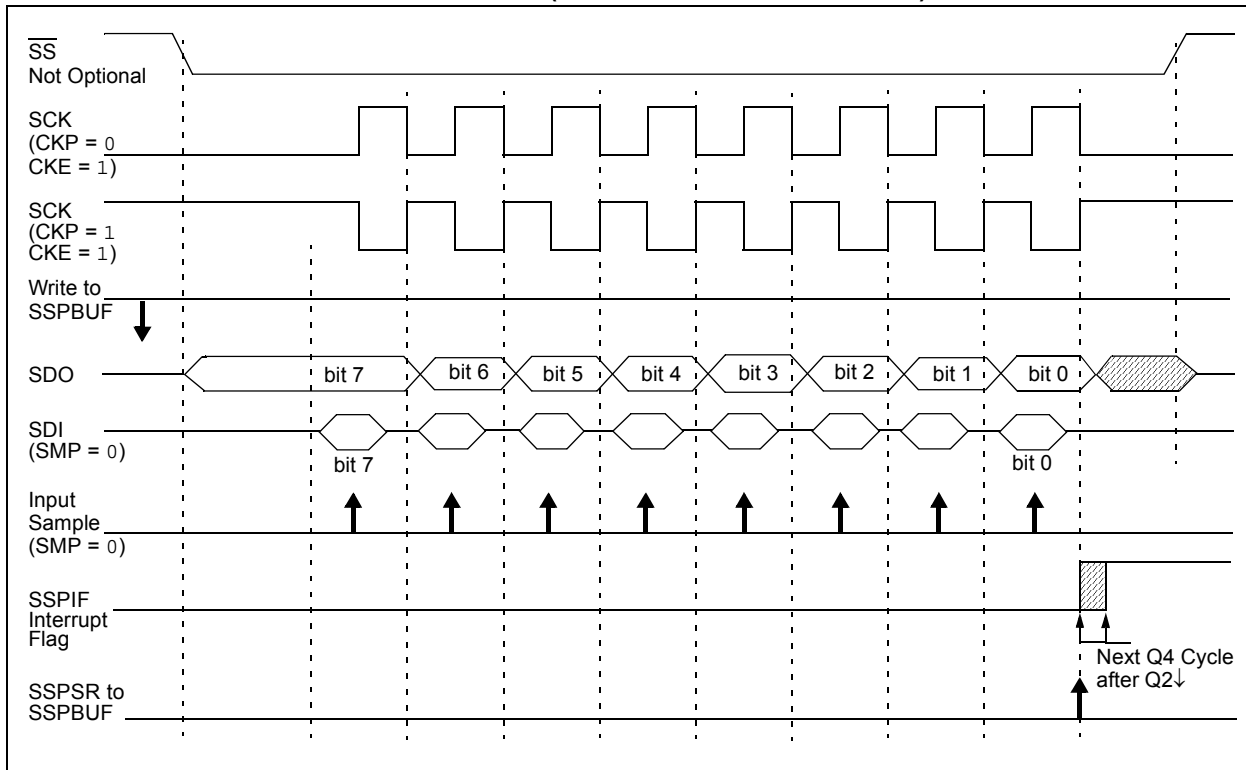 SS
Not Optional
SCK
(CKP = 0
CKE = 1)
SCK
(CKP = 1
CKE = 1)
Write to
SSPBUF
SDO
bit 7 bit 6 bit 5 bit 4 bit 3 bit 2 bit 1 bit 0
SDI
(SMP = 0)
bit 7 bit 0
Input
Sample
(SMP = 0)
SSPIF
Interrupt
Flag
Next Q4 Cycle
after Q2↓
SSPSR to
SSPBUF